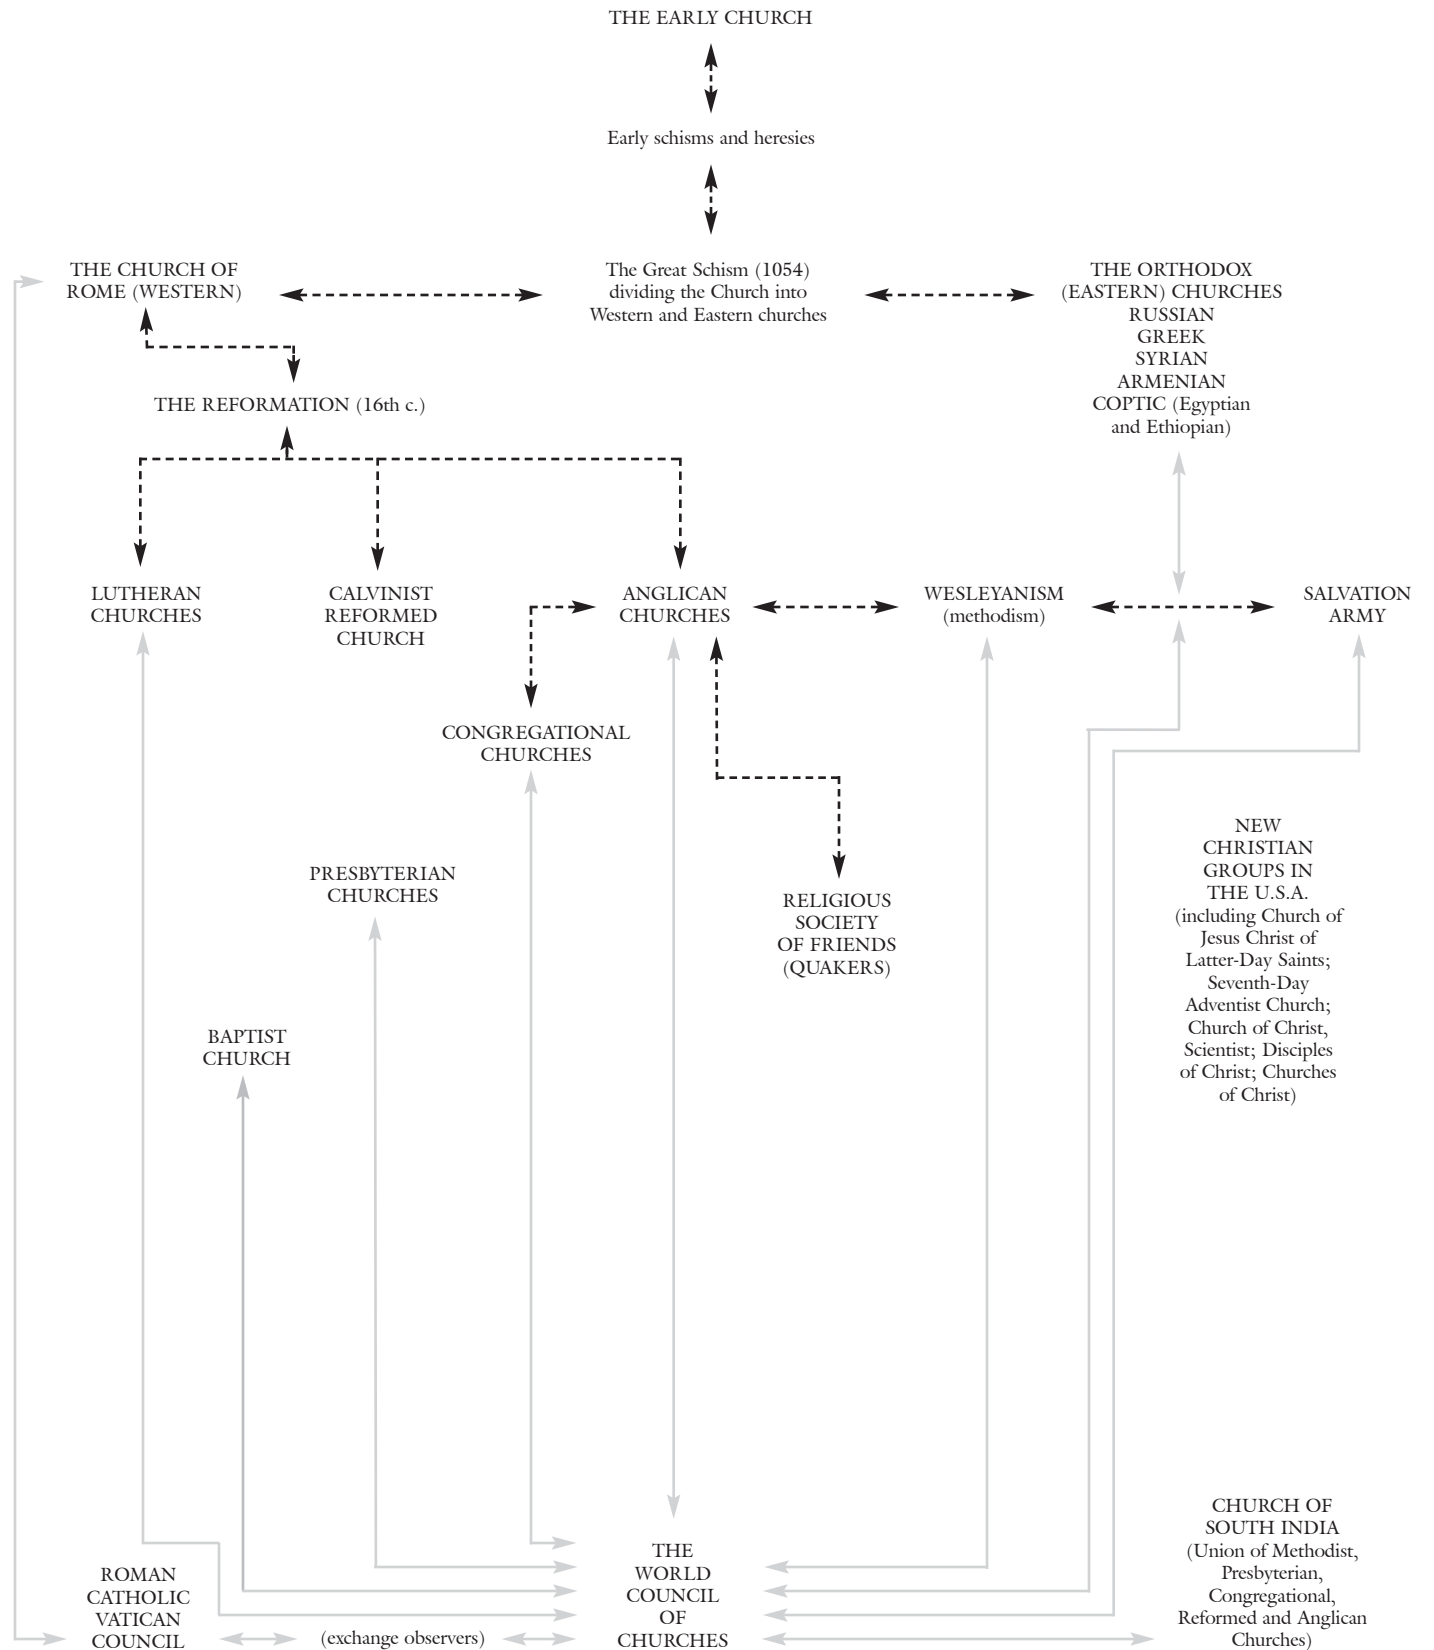 THE EARLY CHURCH
Early schisms and heresies
THE CHURCH OF
ROME (WESTERN)
The Great Schism (1054)
dividing the Church into
Western and Eastern churches
THE ORTHODOX
(EASTERN) CHURCHES
RUSSIAN
GREEK
SYRIAN
ARMENIAN
COPTIC (Egyptian
and Ethiopian)
THE REFORMATION (16th c.)
LUTHERAN
CHURCHES
CALVINIST
REFORMED
CHURCH
ANGLICAN
CHURCHES
WESLEYANISM
(methodism)
SALVATION
ARMY
CONGREGATIONAL
CHURCHES
PRESBYTERIAN
CHURCHES
RELIGIOUS
SOCIETY
OF FRIENDS
(QUAKERS)
NEW
CHRISTIAN
GROUPS IN
THE U.S.A.
(including Church of
Jesus Christ of
Latter-Day Saints;
Seventh-Day
Adventist Church;
Church of Christ,
Scientist; Disciples
of Christ; Churches
of Christ)
BAPTIST
CHURCH
ROMAN
CATHOLIC
VATICAN
COUNCIL
(exchange observers)
THE
WORLD
COUNCIL
OF
CHURCHES
CHURCH OF
SOUTH INDIA
(Union of Methodist,
Presbyterian,
Congregational,
Reformed and Anglican
Churches)